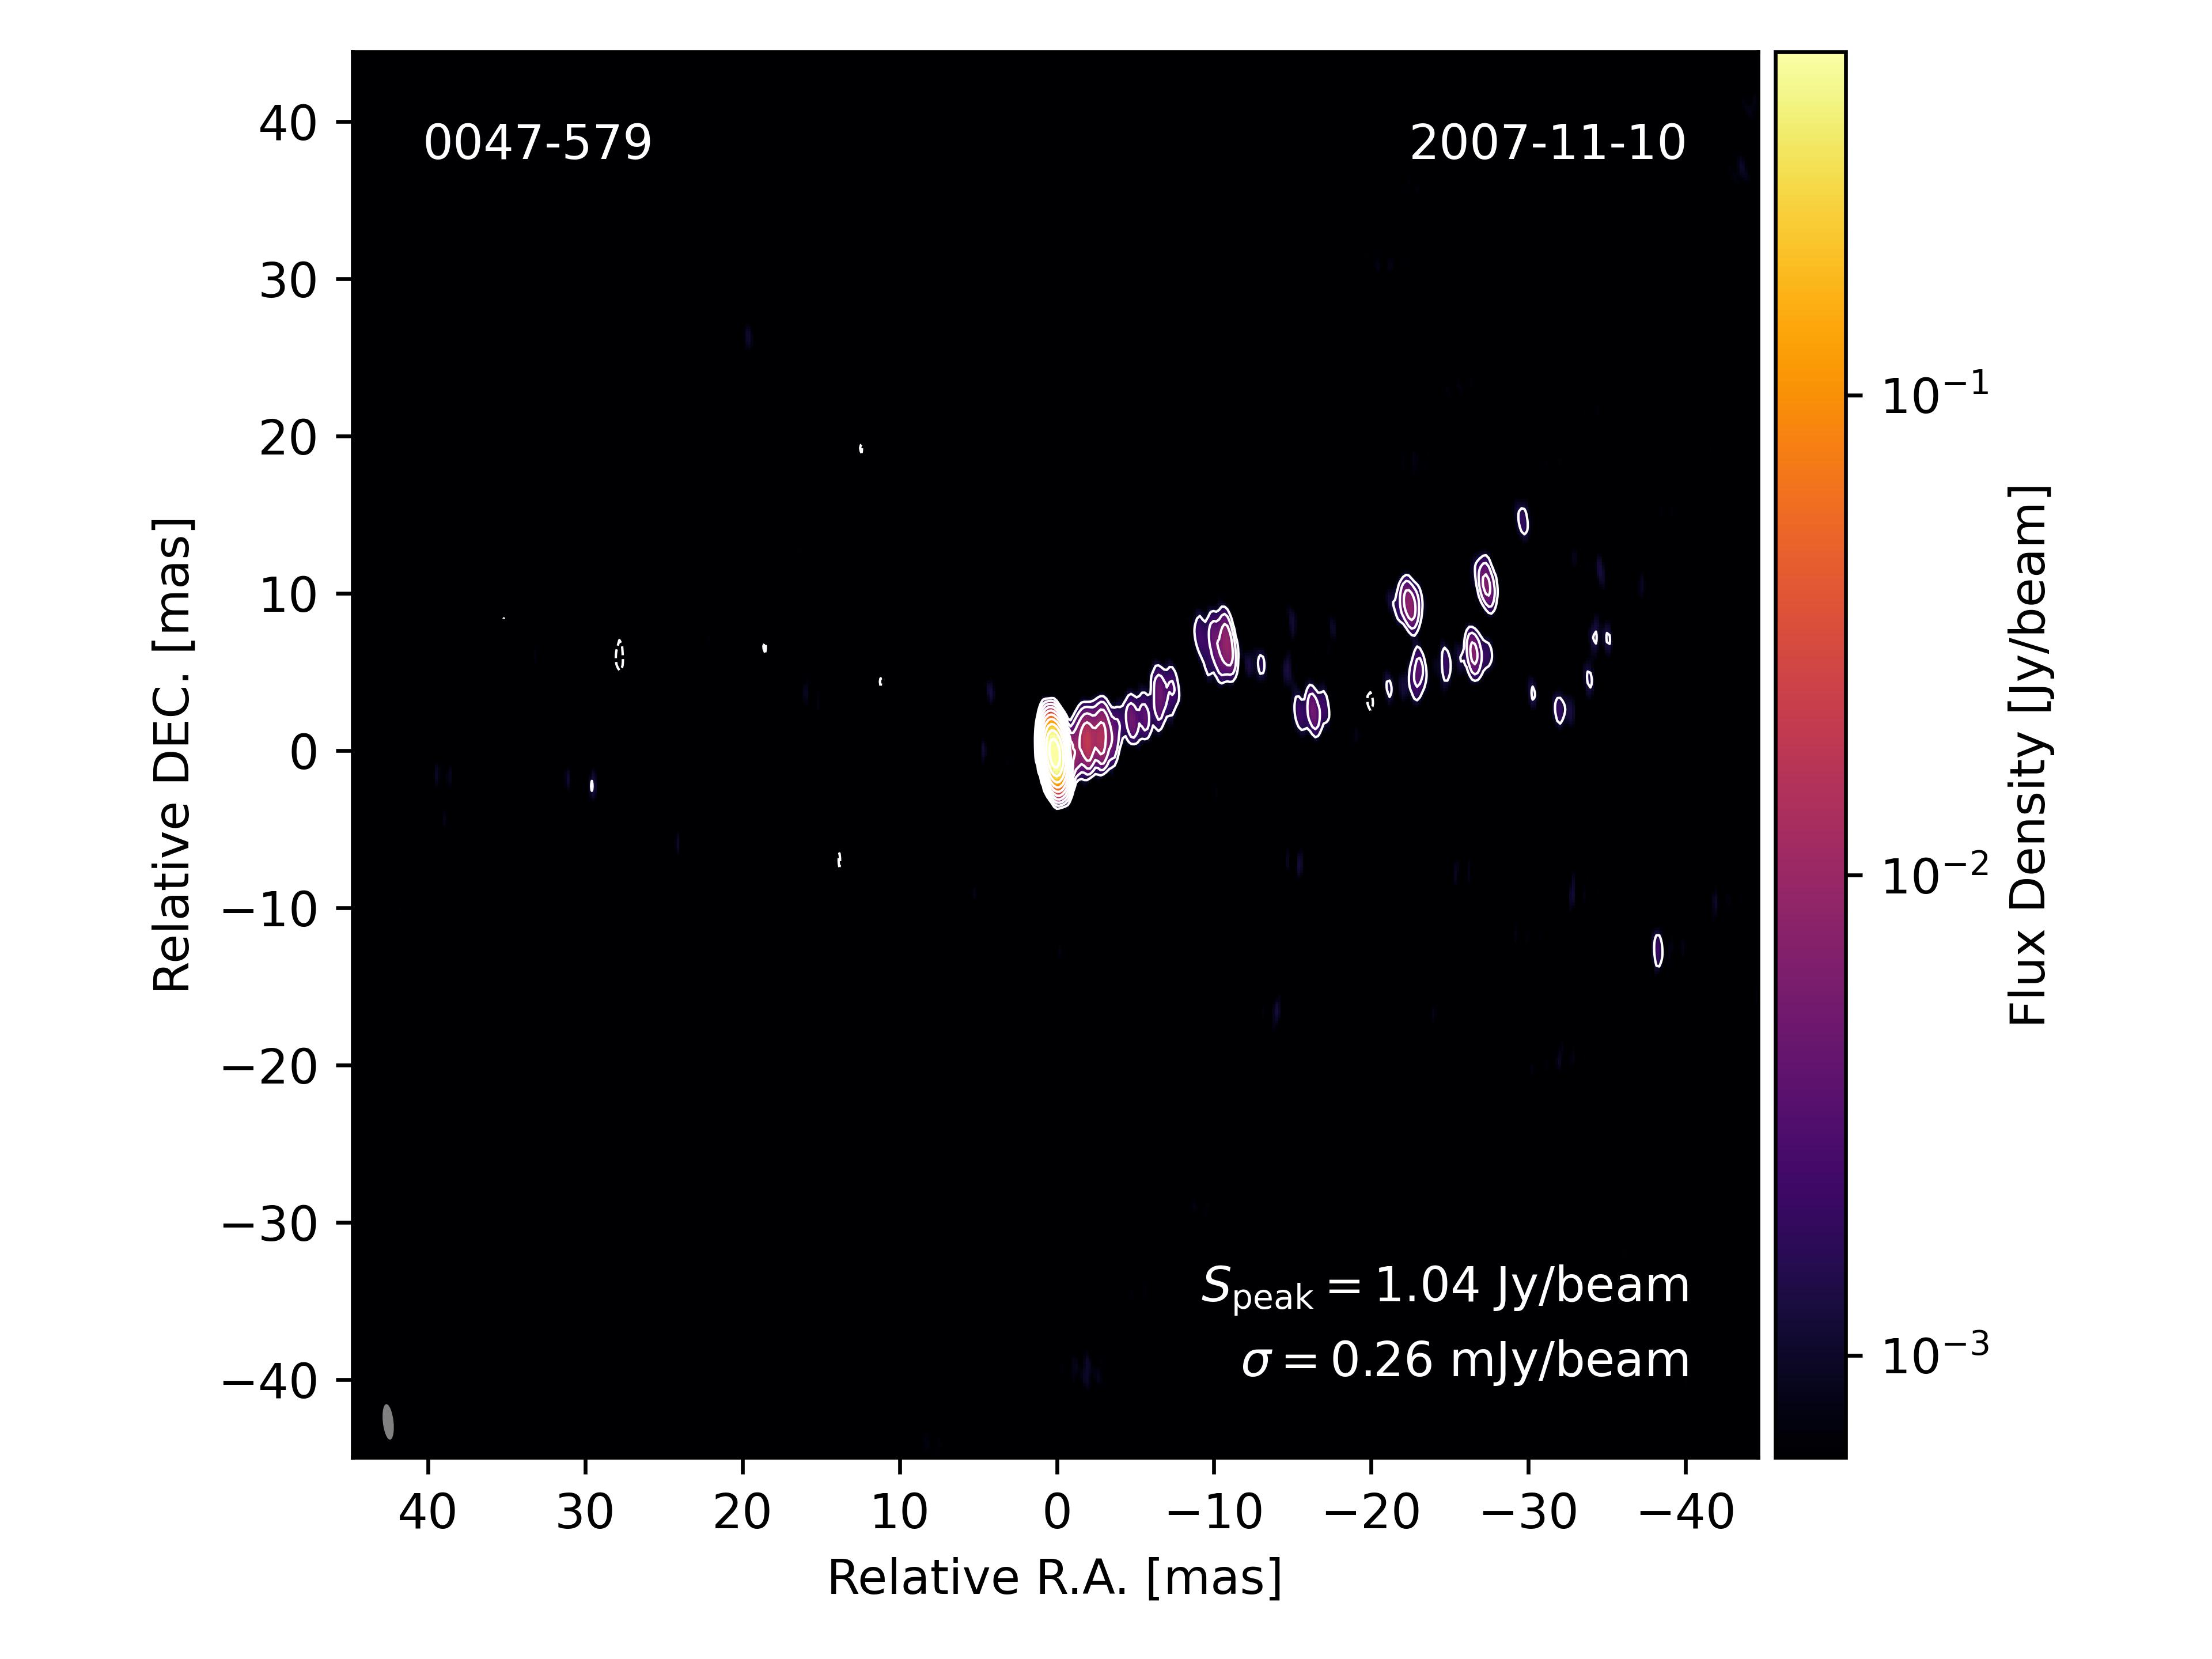 0047-579 2007-11-10
40
30
20
10
0
−10
−20
−30
−40
Relative DEC. [mas]
S_peak = 1.04 Jy/beam
σ = 0.26 mJy/beam
40 30 20 10 0 −10 −20 −30 −40
Relative R.A. [mas]
10⁻¹
10⁻²
10⁻³
Flux Density [Jy/beam]